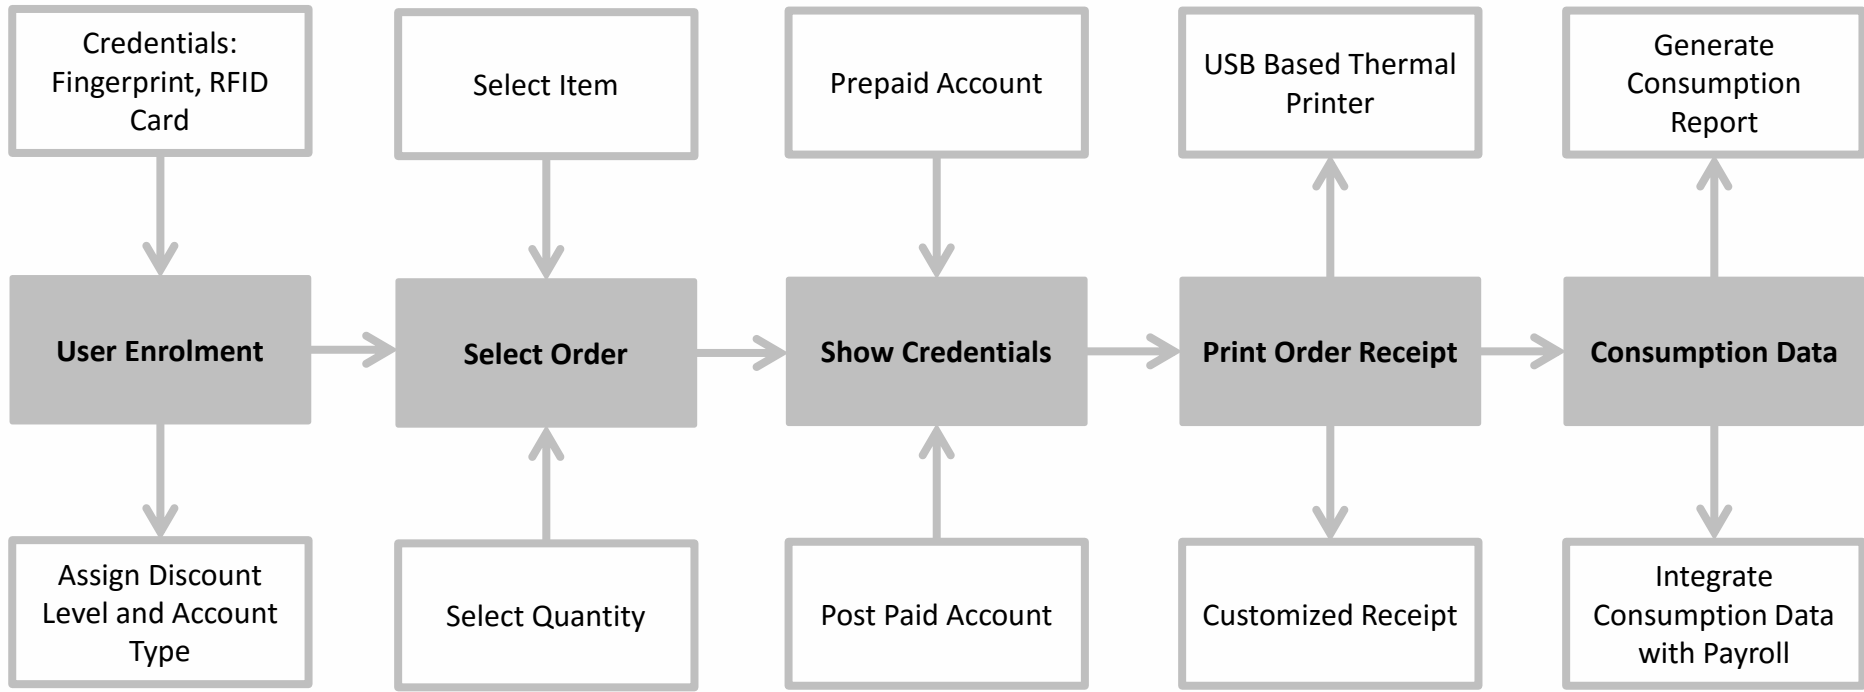 Credentials:
Fingerprint, RFID
Card
Select Item
Prepaid Account
USB Based Thermal
Printer
Generate
Consumption
Report
User Enrolment
Select Order
Show Credentials
Print Order Receipt
Consumption Data
Assign Discount
Level and Account
Type
Select Quantity
Post Paid Account
Customized Receipt
Integrate
Consumption Data
with Payroll